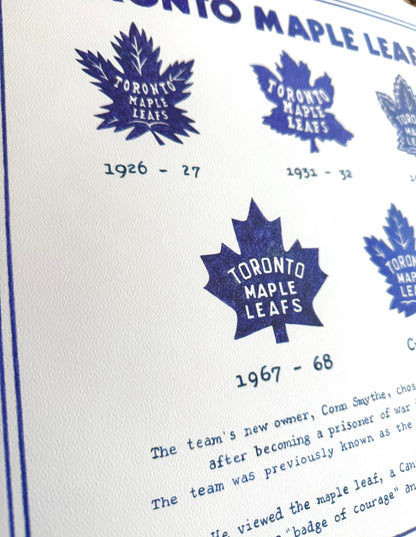 TORONTO MAPLE LEAFS
TORONTO
MAPLE
LEAFS
TORONTO
MAPLE
LEAFS
1926 - 27
1931 - 32
TORONTO
MAPLE
LEAFS
1967 - 68
The team's new owner, Conn Smythe,
after becoming a prisoner of war
The team was previously known as the
He viewed the maple leaf, a
"badge of courage"